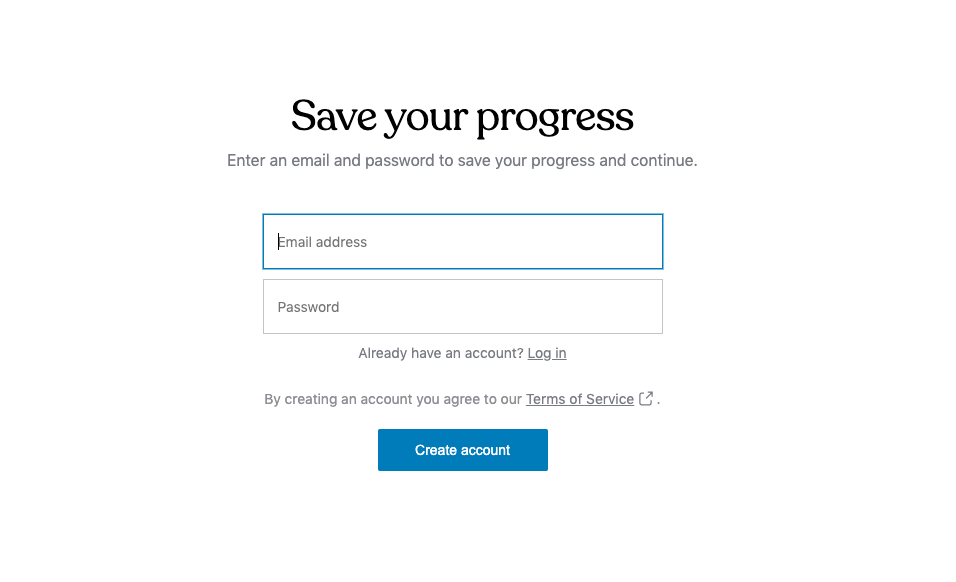 Save your progress
Enter an email and password to save your progress and continue.
Email address
Password
Already have an account? Log in
By creating an account you agree to our Terms of Service .
Create account